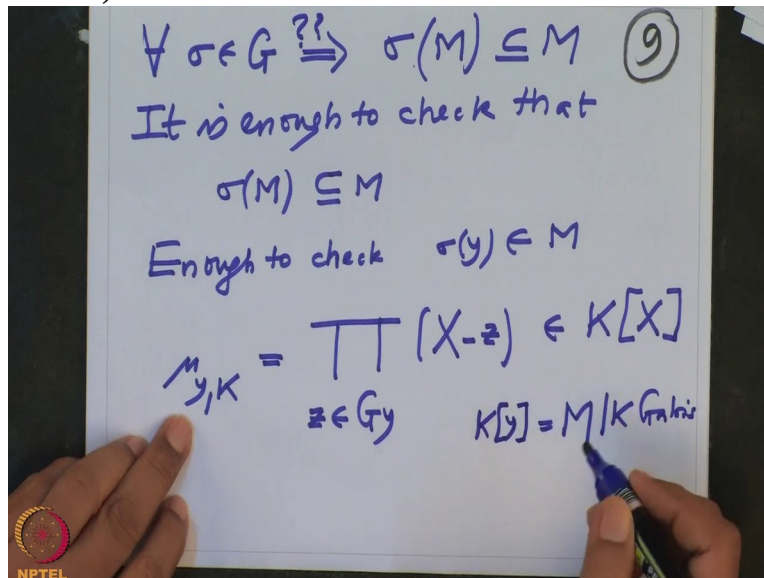 ∀ σ∈G ??⟹ σ(M) ⊆ M ⑨
It is enough to check that
σ(M) ⊆ M
Enough to check σ(y) ∈ M
μ_{y,K} = ∏_{z∈Gy} (X-z) ∈ K[X]
K[y] = M|K Galois
NPTEL